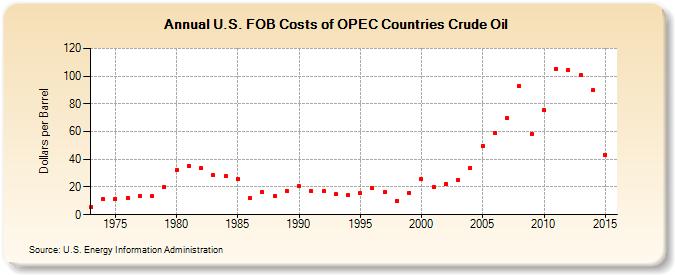 Annual U.S. FOB Costs of OPEC Countries Crude Oil
Dollars per Barrel
120
100
80
60
40
20
0
1975 1980 1985 1990 1995 2000 2005 2010 2015
Source: U.S. Energy Information Administration